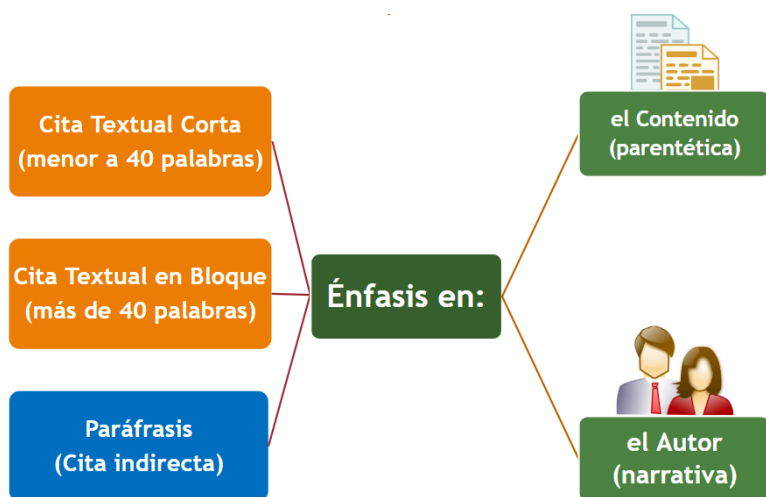 Cita Textual Corta
(menor a 40 palabras)
Cita Textual en Bloque
(más de 40 palabras)
Paráfrasis
(Cita indirecta)
Énfasis en:
el Contenido
(parentética)
el Autor
(narrativa)